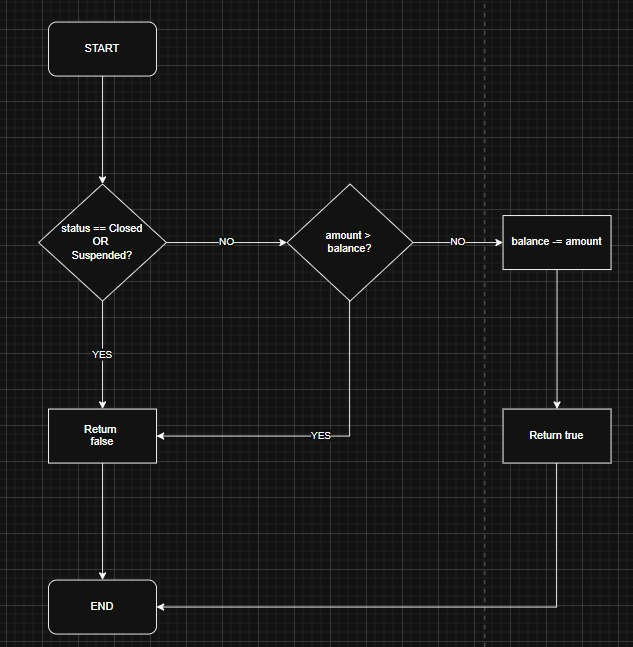 START
status == Closed
OR
Suspended?
NO
amount >
balance?
NO
balance -= amount
YES
Return
false
YES
Return true
END